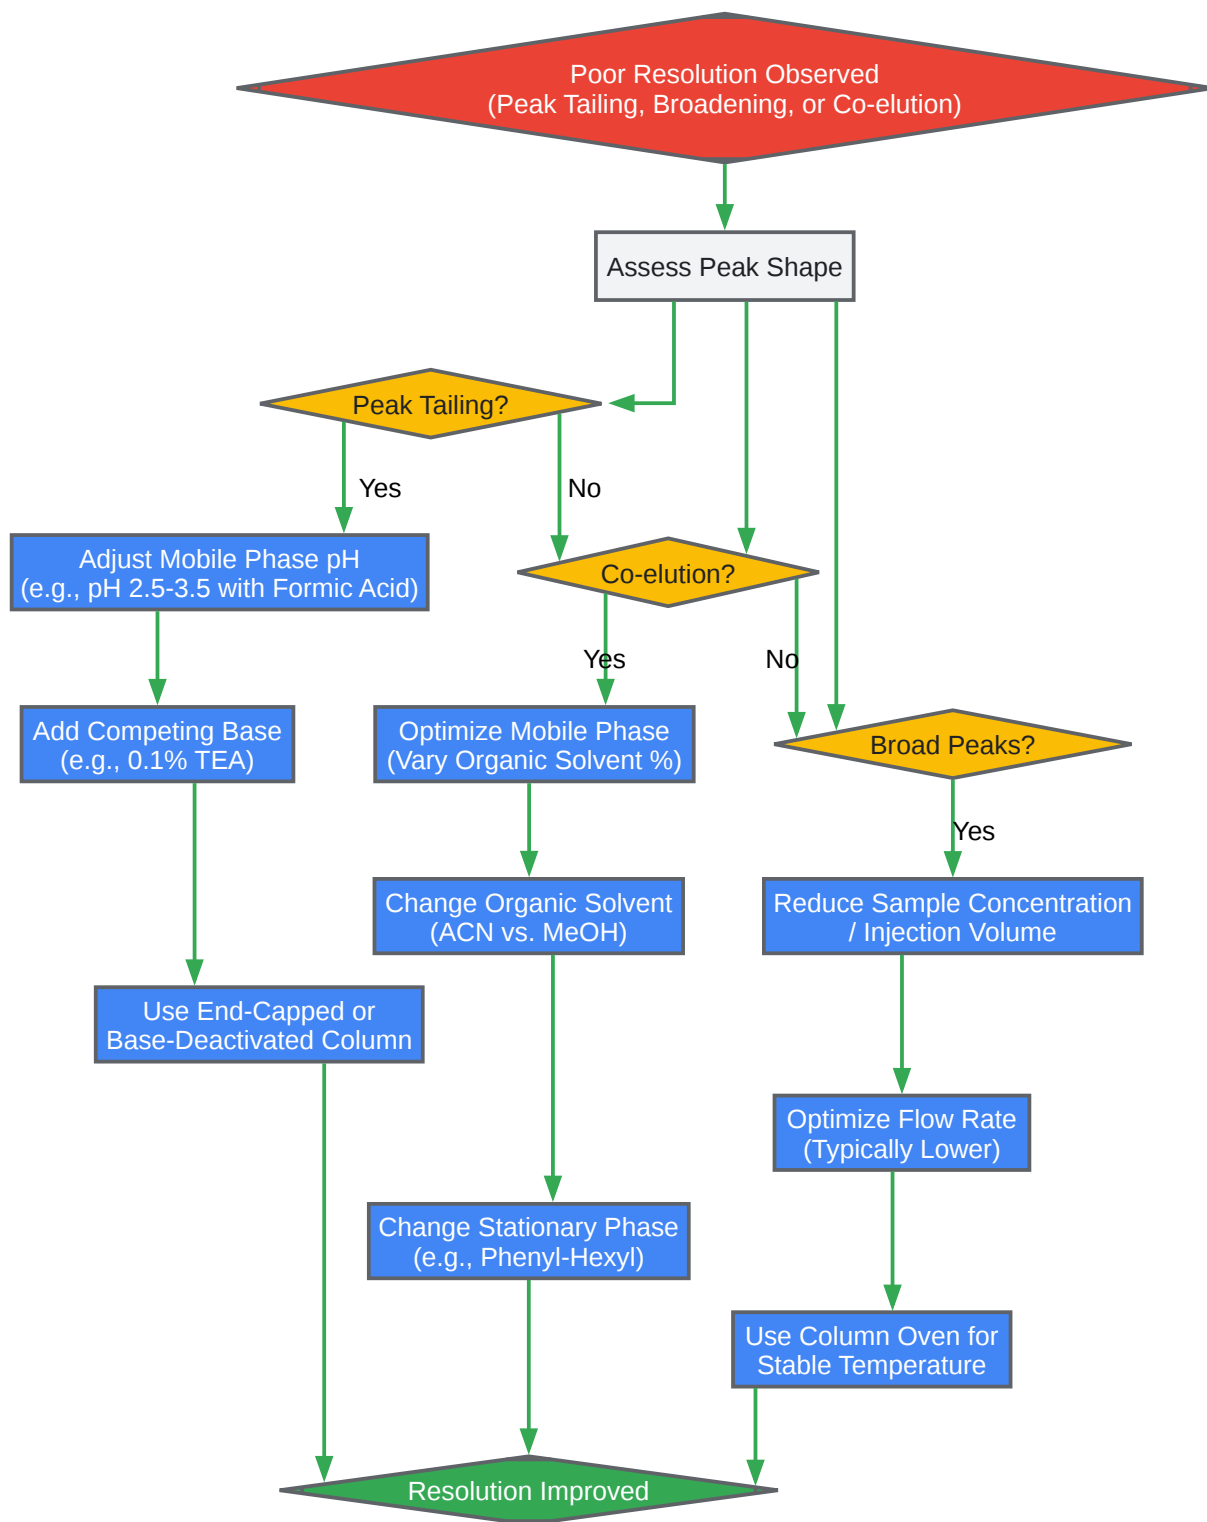 Poor Resolution Observed
(Peak Tailing, Broadening, or Co-elution)
Assess Peak Shape
Peak Tailing?
Yes
No
Adjust Mobile Phase pH
(e.g., pH 2.5-3.5 with Formic Acid)
Co-elution?
Yes
No
Add Competing Base
(e.g., 0.1% TEA)
Optimize Mobile Phase
(Vary Organic Solvent %)
Broad Peaks?
Yes
Change Organic Solvent
(ACN vs. MeOH)
Reduce Sample Concentration
/ Injection Volume
Use End-Capped or
Base-Deactivated Column
Optimize Flow Rate
(Typically Lower)
Change Stationary Phase
(e.g., Phenyl-Hexyl)
Use Column Oven for
Stable Temperature
Resolution Improved